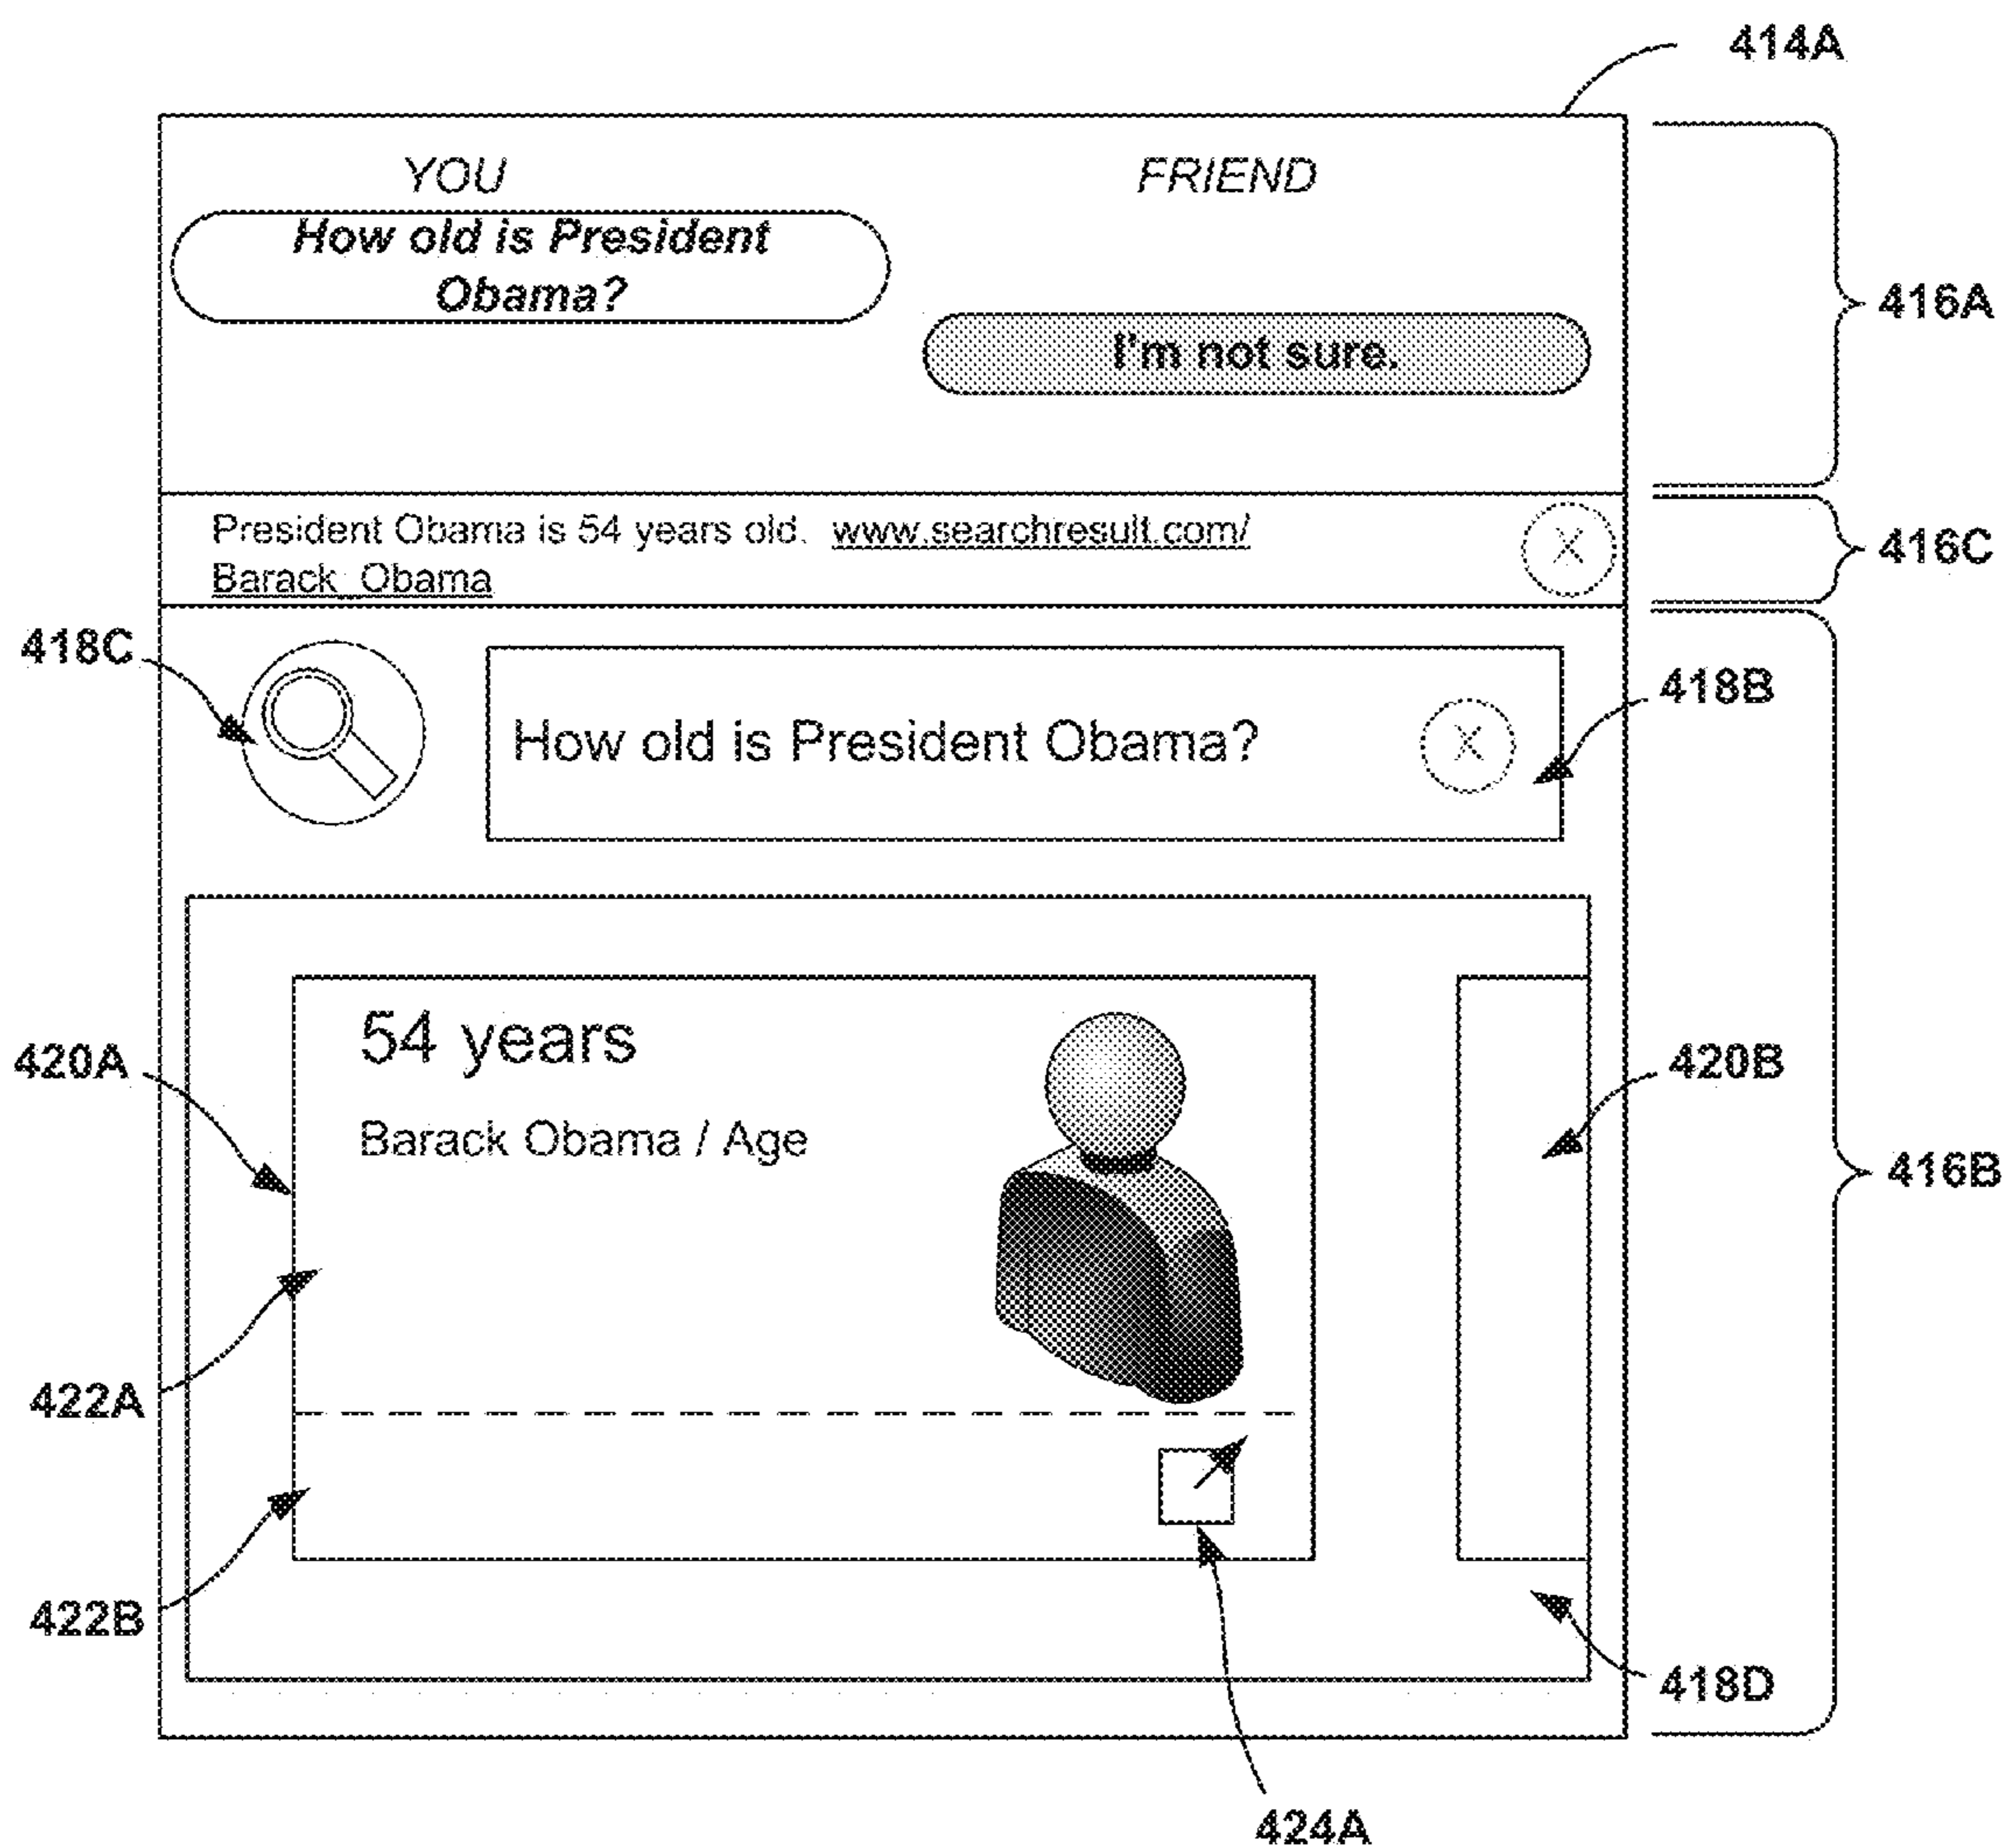 414A
YOU FRIEND
How old is President
Obama?
416A
I'm not sure.
President Obama is 54 years old. www.searchresult.com/
Barack_Obama
X
416C
418C
418B
How old is President Obama?
X
54 years
420A
420B
Barack Obama / Age
416B
422A
422B
418D
424A